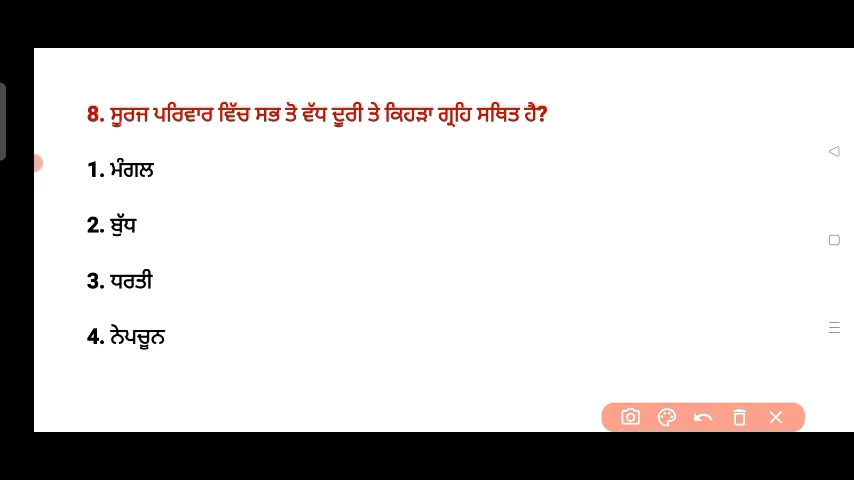 8. ਸੂਰਜ ਪਰਿਵਾਰ ਵਿੱਚ ਸਭ ਤੋ ਵੱਧ ਦੂਰੀ ਤੇ ਕਿਹੜਾ ਗ੍ਰਹਿ ਸਥਿਤ ਹੈ?
1. ਮੰਗਲ
2. ਬੁੱਧ
3. ਧਰਤੀ
4. ਨੇਪਚੂਨ